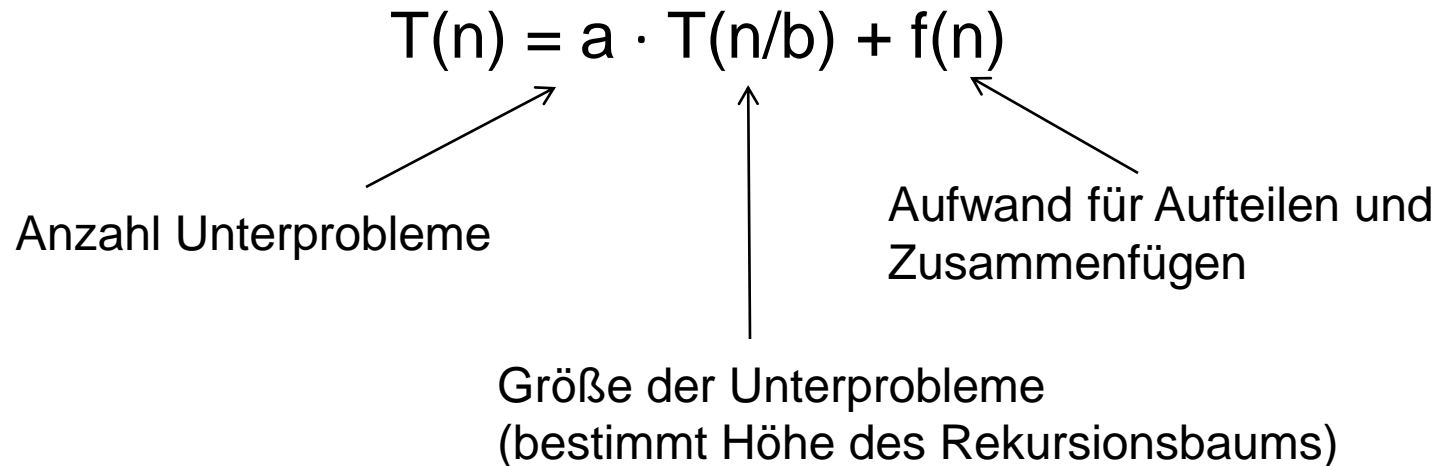 T(n) = a · T(n/b) + f(n)
Anzahl Unterprobleme
Aufwand für Aufteilen und
Zusammenfügen
Größe der Unterprobleme
(bestimmt Höhe des Rekursionsbaums)